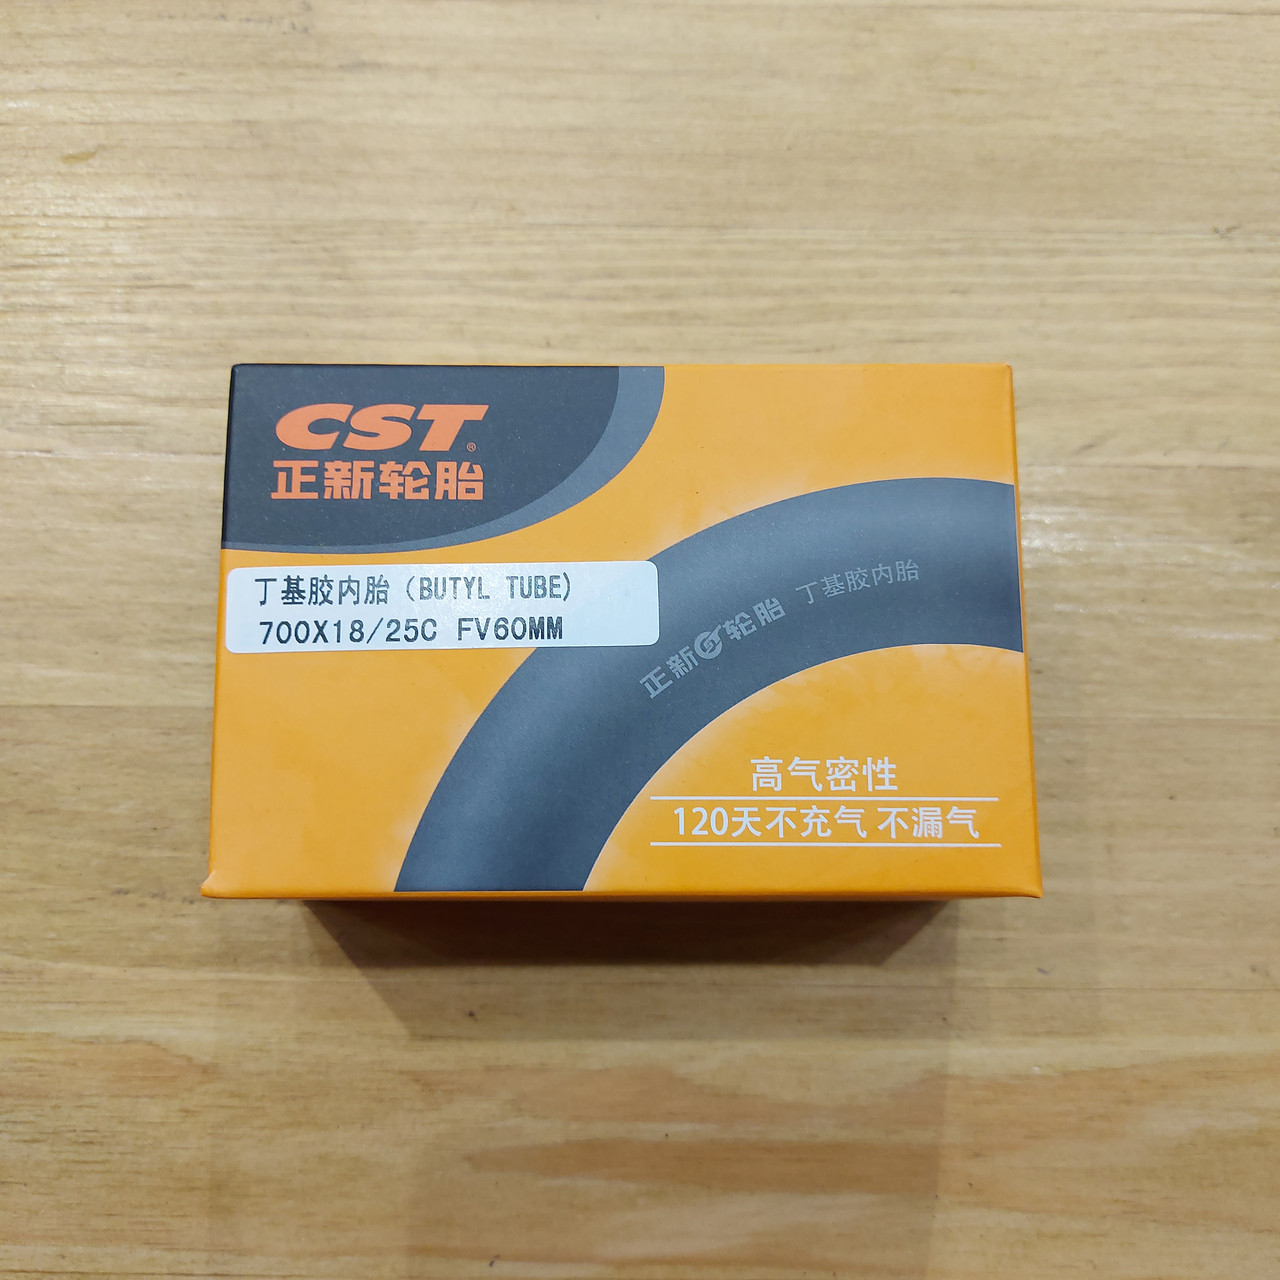 CST®
正新轮胎
丁基胶内胎(BUTYL TUBE)
700X18/25C FV60MM
正新 轮胎 丁基胶内胎
高气密性
120天不充气 不漏气